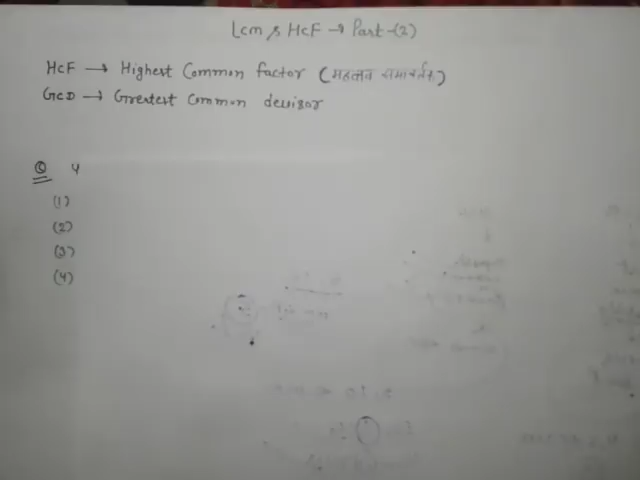 Lcm & HCF → Part-(2)
HCF → Highest Common factor (महत्तम समापवर्तक)
GCD → Greatest Common devisor
Q 4
(1)
(2)
(3)
(4)